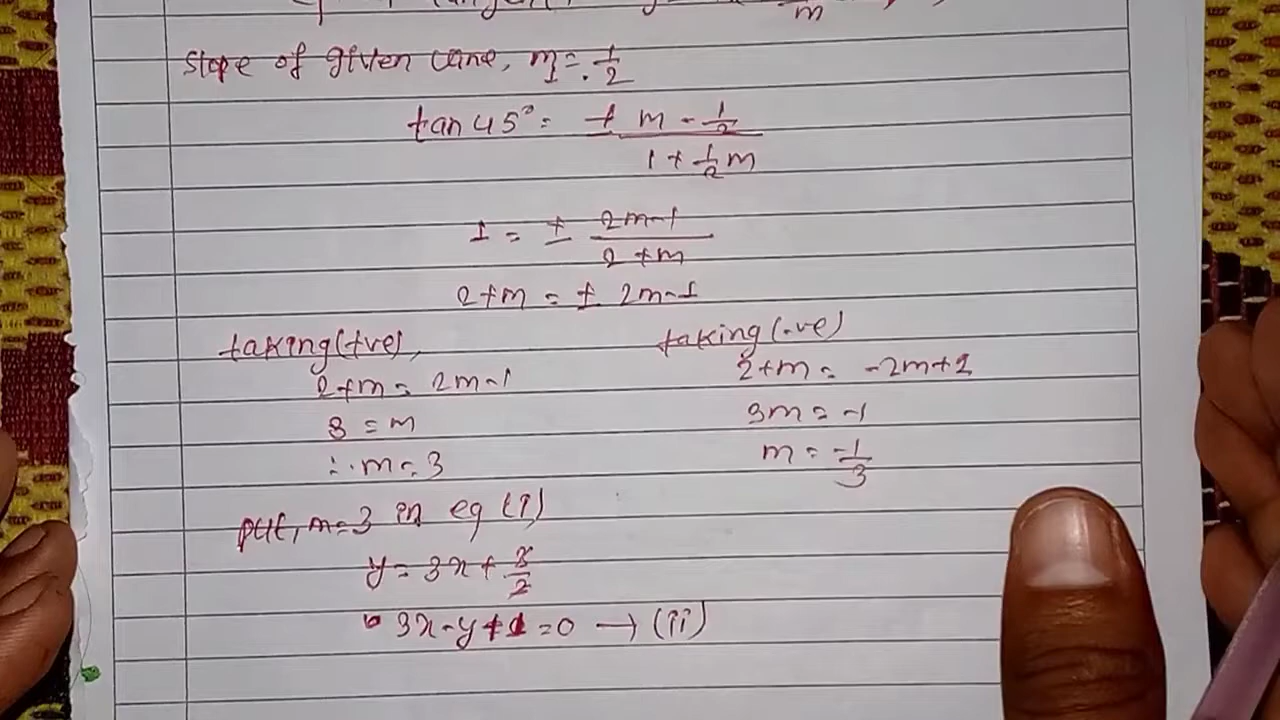 m
Slope of given line, m₁ = 1/2
tan 45° = ± m - 1/2 / 1 + 1/2 m
1 = ± 2m-1 / 2+m
2+m = ± 2m-1
taking (+ve),
2+m = 2m-1
3 = m
∴ m = 3
taking (-ve)
2+m = -2m+1
3m = -1
m = -1/3
put, m=3 in eq (i)
y = 3x +
3x-y+1 = 0 → (ii)